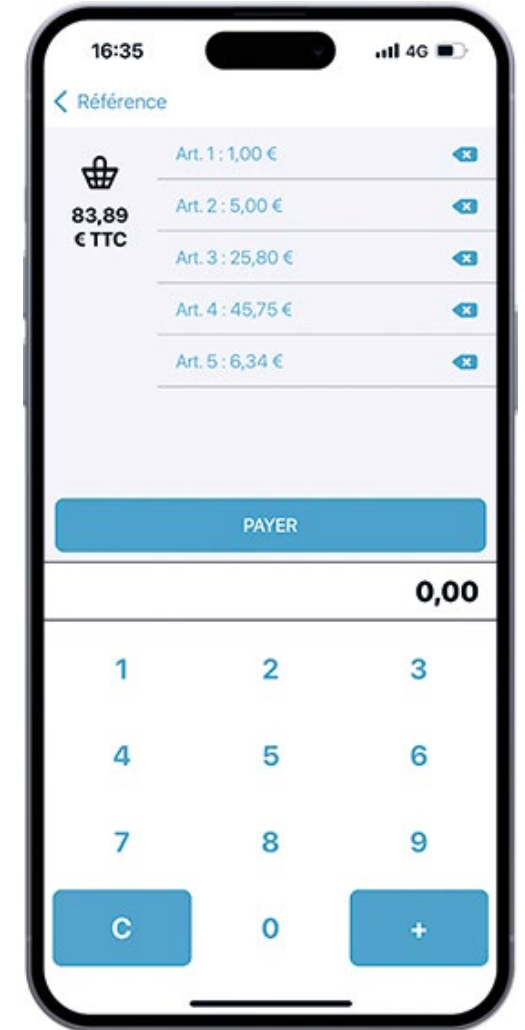 16:35
4G
Référence
83,89
€ TTC
Art. 1 : 1,00 €
Art. 2 : 5,00 €
Art. 3 : 25,80 €
Art. 4 : 45,75 €
Art. 5 : 6,34 €
PAYER
0,00
1 2 3
4 5 6
7 8 9
C 0 +